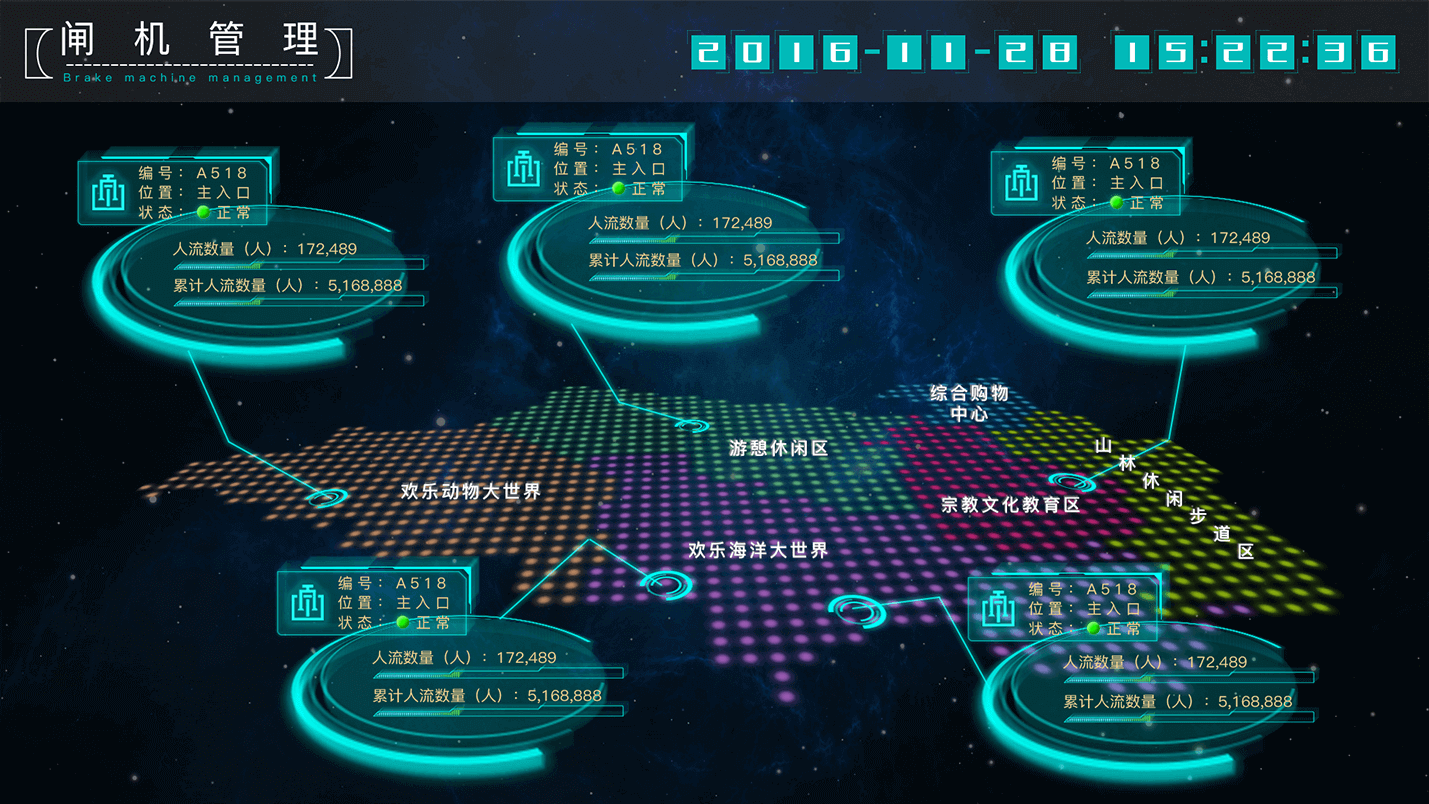 闸机管理
Brake machine management
2016-11-28 15:22:36
编号：A518
位置：主入口
状态：正常
人流数量（人）：172,489
累计人流数量（人）：5,168,888
编号：A518
位置：主入口
状态：正常
人流数量（人）：172,489
累计人流数量（人）：5,168,888
编号：A518
位置：主入口
状态：正常
人流数量（人）：172,489
累计人流数量（人）：5,168,888
综合购物
中心
游憩休闲区
山林休闲步道区
欢乐动物大世界
宗教文化教育区
欢乐海洋大世界
编号：A518
位置：主入口
状态：正常
人流数量（人）：172,489
累计人流数量（人）：5,168,888
编号：A518
位置：主入口
状态：正常
人流数量（人）：172,489
累计人流数量（人）：5,168,888